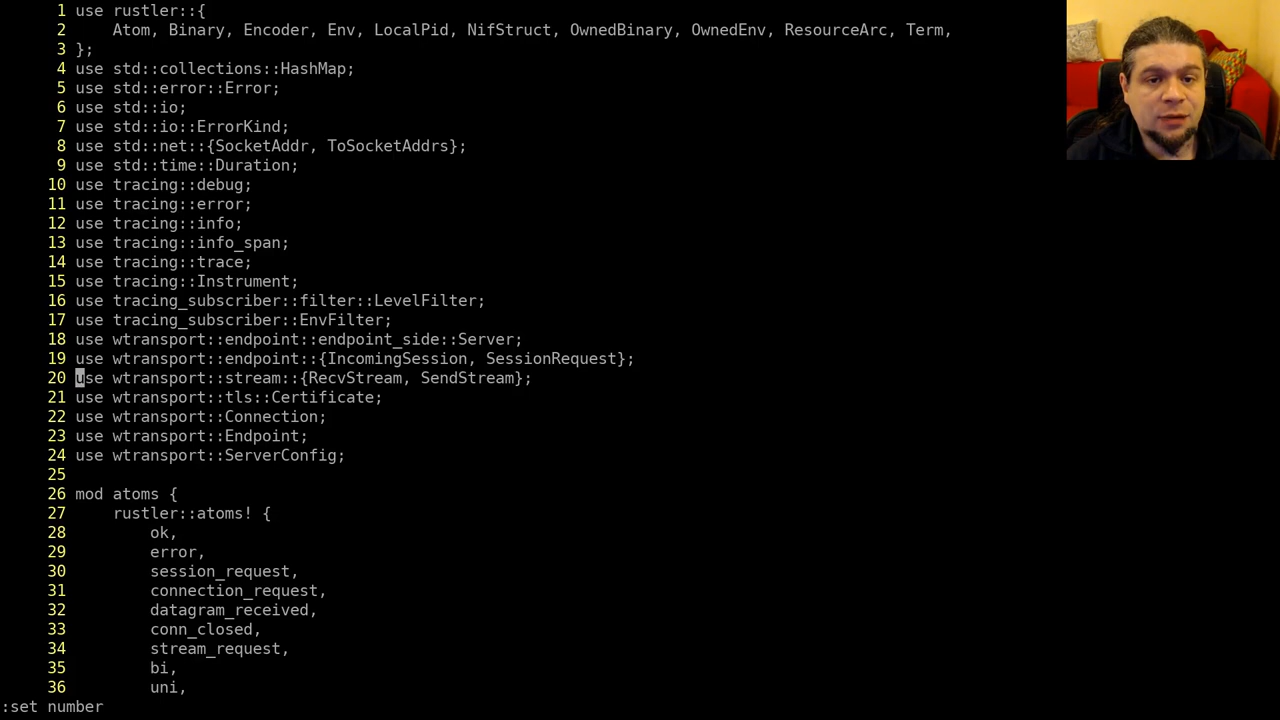 1 use rustler::{
2     Atom, Binary, Encoder, Env, LocalPid, NifStruct, OwnedBinary, OwnedEnv, ResourceArc, Term,
3 };
4 use std::collections::HashMap;
5 use std::error::Error;
6 use std::io;
7 use std::io::ErrorKind;
8 use std::net::{SocketAddr, ToSocketAddrs};
9 use std::time::Duration;
10 use tracing::debug;
11 use tracing::error;
12 use tracing::info;
13 use tracing::info_span;
14 use tracing::trace;
15 use tracing::Instrument;
16 use tracing_subscriber::filter::LevelFilter;
17 use tracing_subscriber::EnvFilter;
18 use wtransport::endpoint::endpoint_side::Server;
19 use wtransport::endpoint::{IncomingSession, SessionRequest};
20 use wtransport::stream::{RecvStream, SendStream};
21 use wtransport::tls::Certificate;
22 use wtransport::Connection;
23 use wtransport::Endpoint;
24 use wtransport::ServerConfig;
25
26 mod atoms {
27     rustler::atoms! {
28         ok,
29         error,
30         session_request,
31         connection_request,
32         datagram_received,
33         conn_closed,
34         stream_request,
35         bi,
36         uni,
:set number